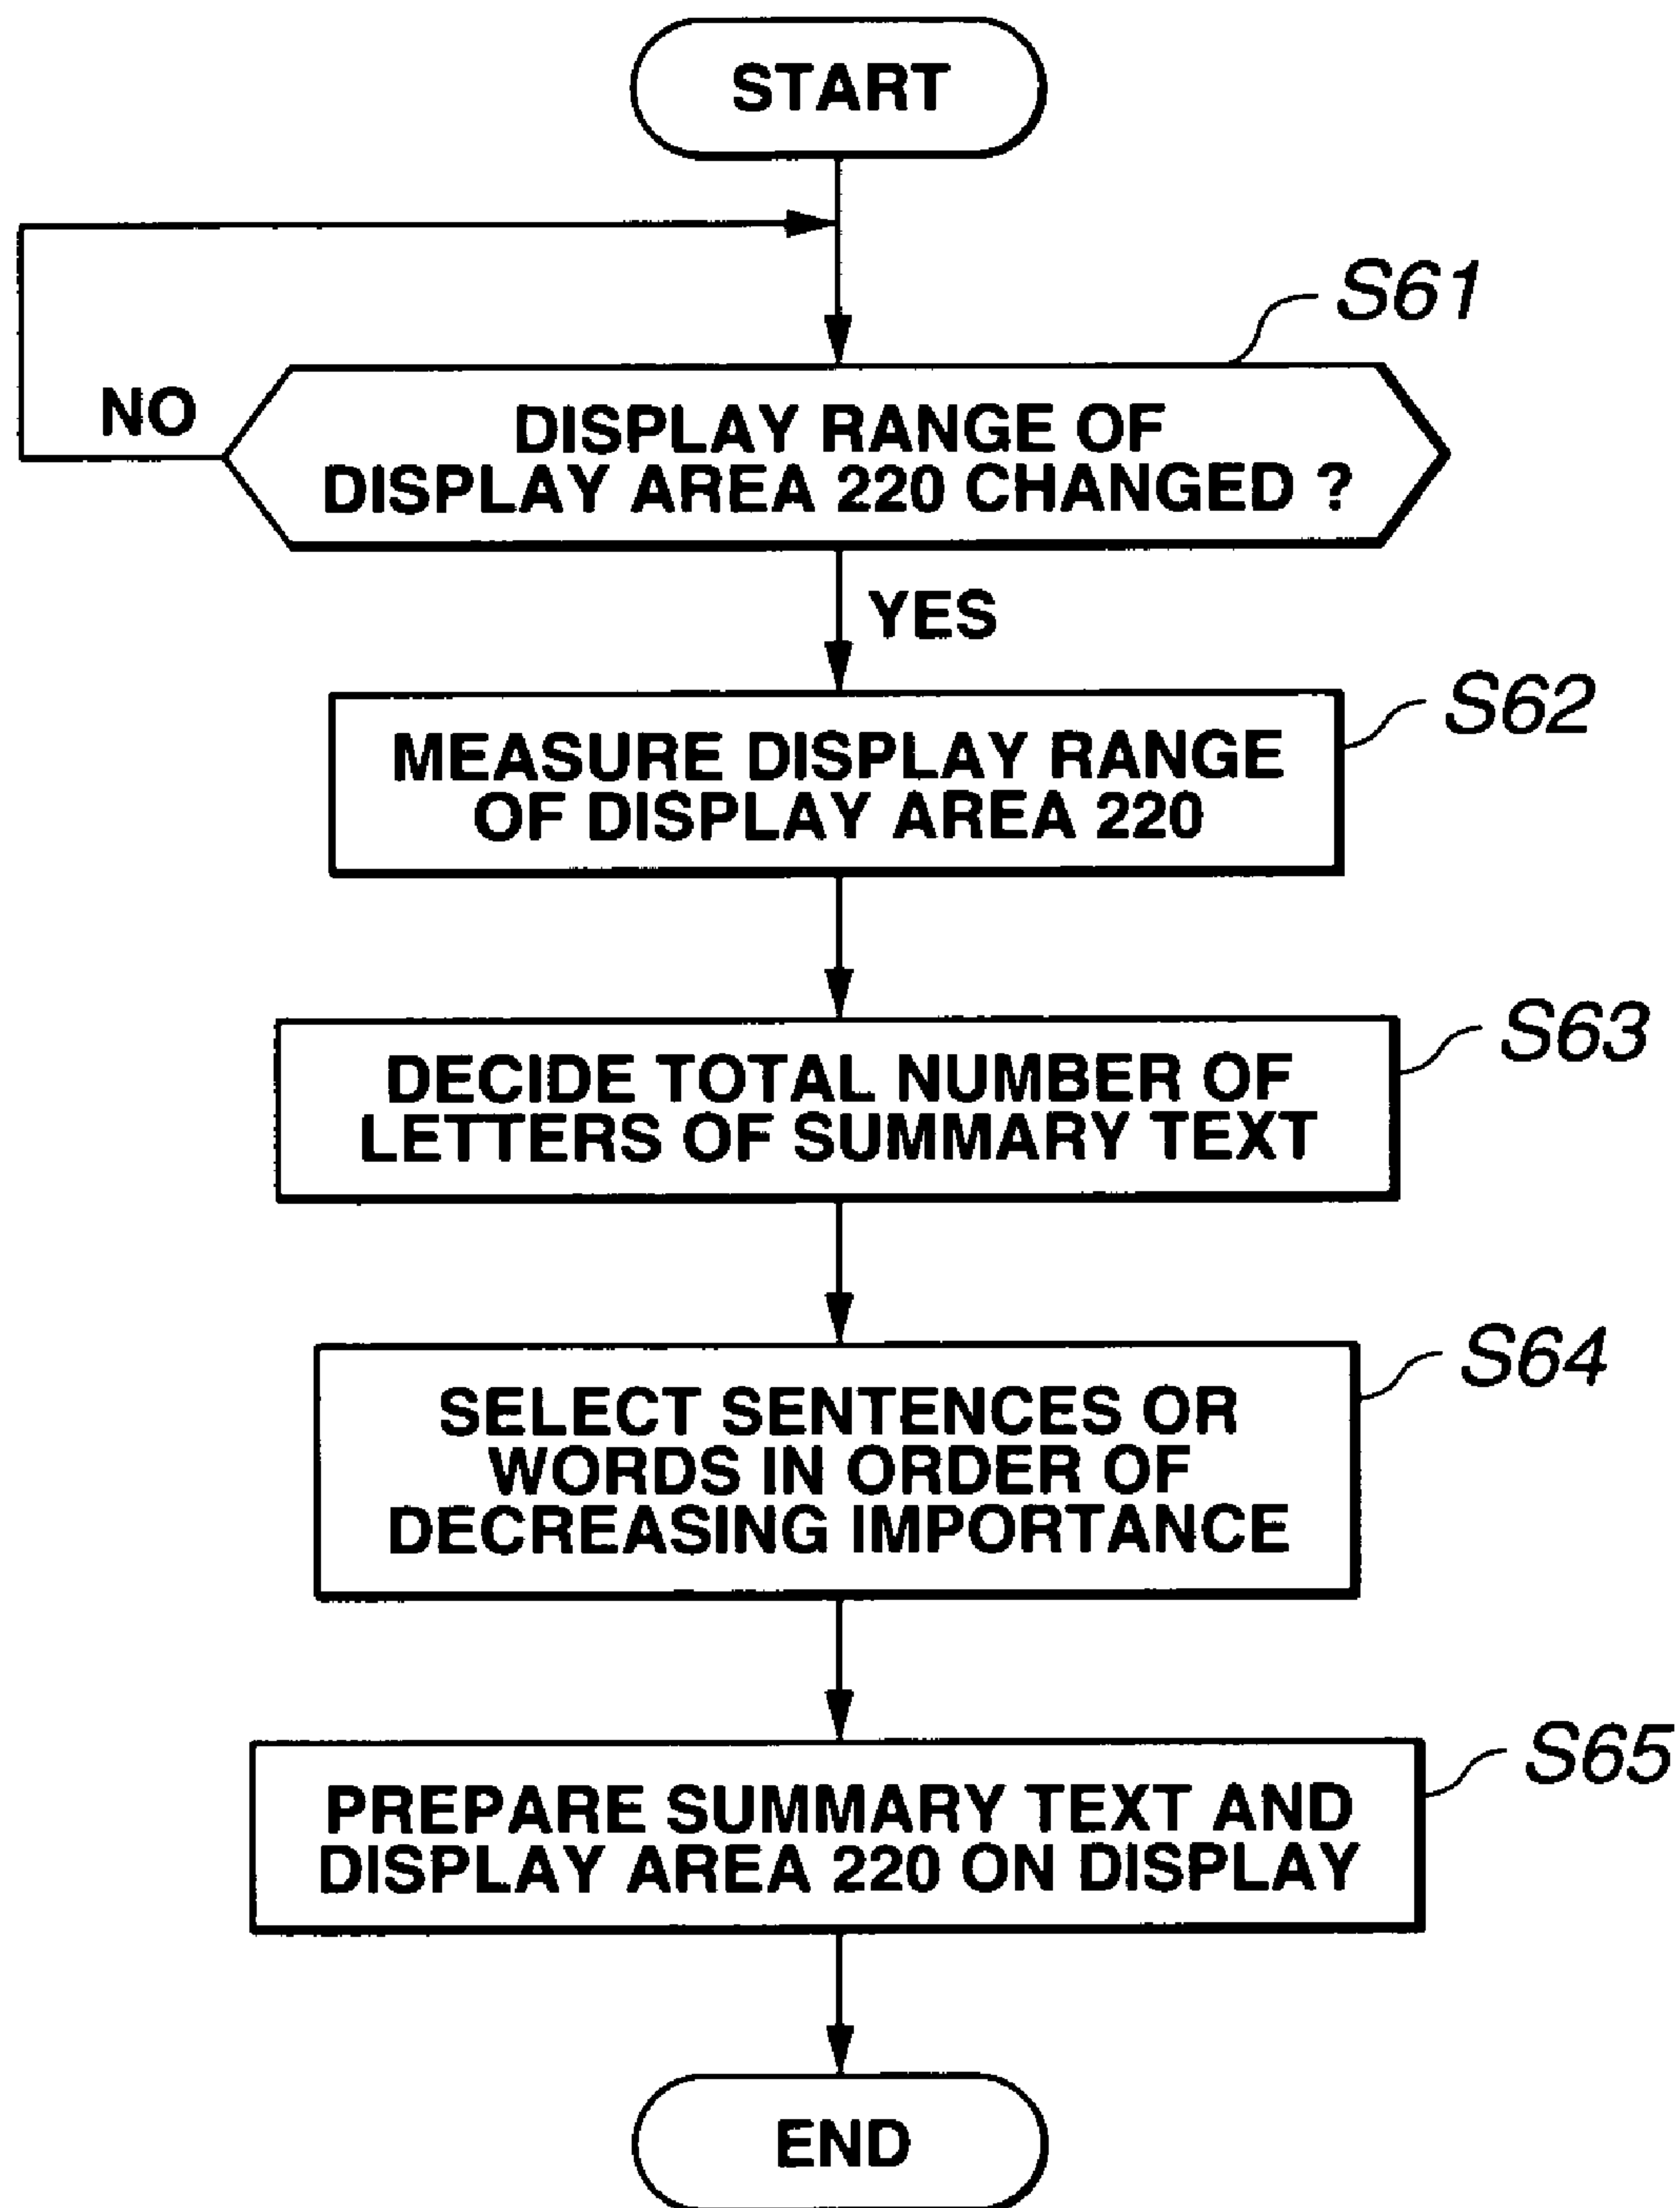 START
S61
NO
DISPLAY RANGE OF
DISPLAY AREA 220 CHANGED ?
YES
S62
MEASURE DISPLAY RANGE
OF DISPLAY AREA 220
S63
DECIDE TOTAL NUMBER OF
LETTERS OF SUMMARY TEXT
S64
SELECT SENTENCES OR
WORDS IN ORDER OF
DECREASING IMPORTANCE
S65
PREPARE SUMMARY TEXT AND
DISPLAY AREA 220 ON DISPLAY
END